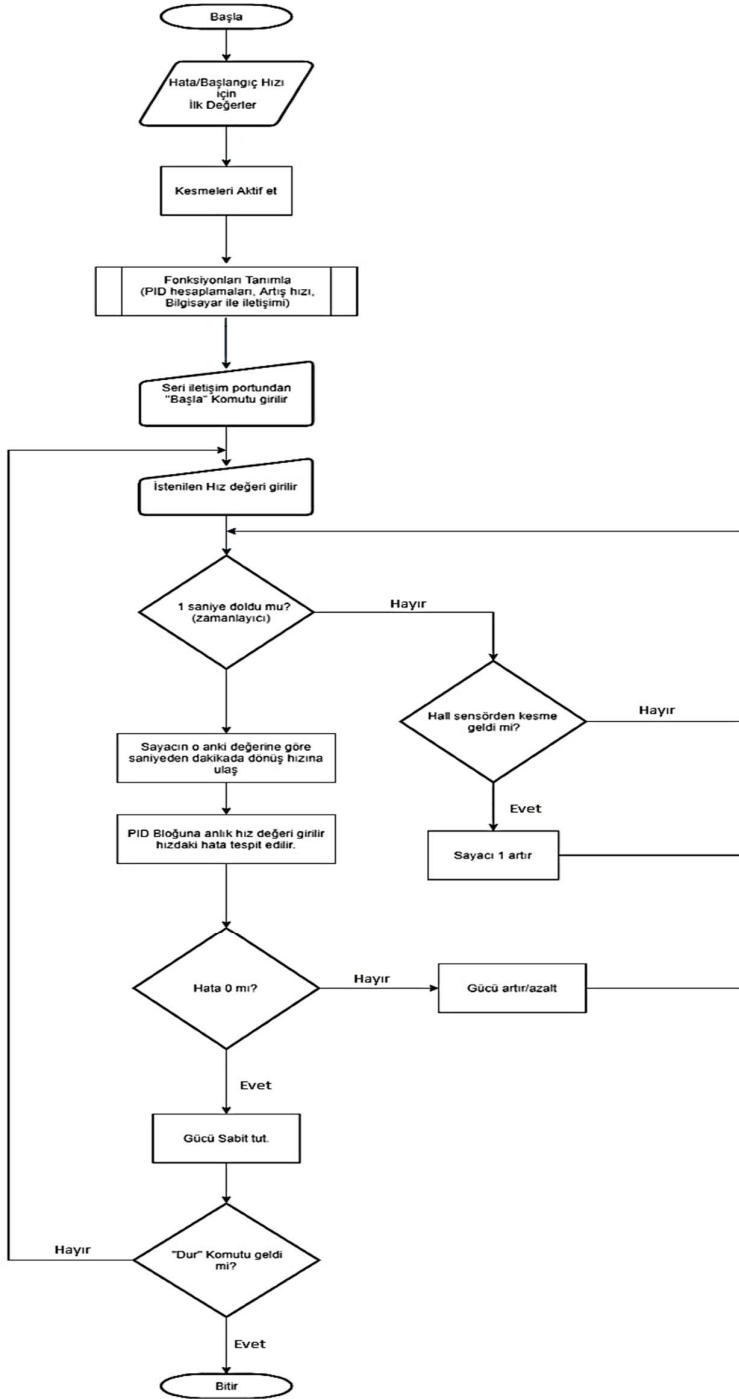 Başla
Hata/Başlangıç Hızı
için
İlk Değerler
Kesmeleri Aktif et
Fonksiyonları Tanımla
(PID hesaplamaları, Artış hızı,
Bilgisayar ile iletişimi)
Seri iletişim portundan
"Başla" Komutu girilir
İstenilen Hız değeri girilir
1 saniye doldu mu?
(zamanlayıcı)
Hayır
Hall sensörden kesme
geldi mi?
Hayır
Evet
Sayacı 1 artır
Sayacın o anki değerine göre
saniyeden dakikada dönüş hızına
ulaş
PID Bloğuna anlık hız değeri girilir
hızdaki hata tespit edilir.
Hata 0 mı?
Hayır
Gücü artır/azalt
Evet
Gücü Sabit tut.
"Dur" Komutu geldi
mi?
Hayır
Evet
Bitir